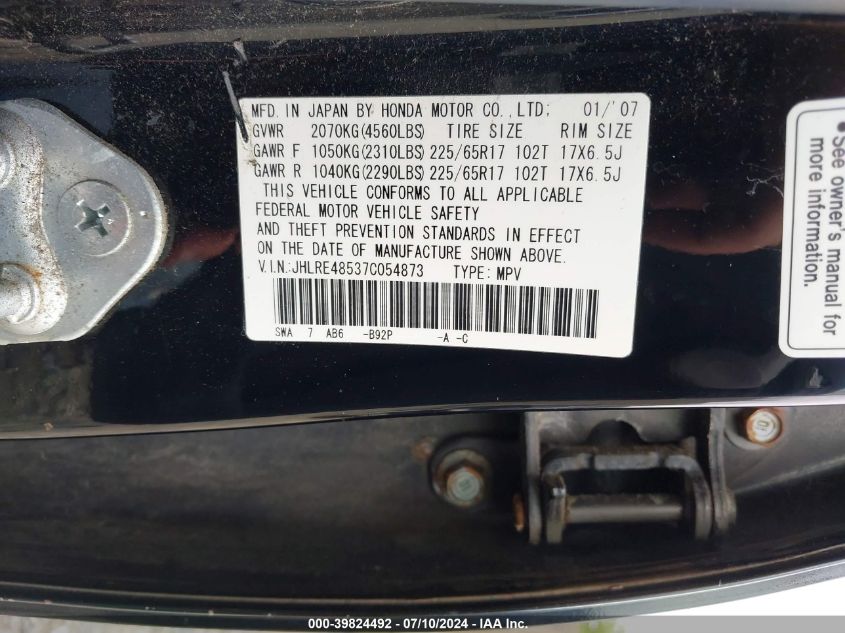 MFD. IN JAPAN BY HONDA MOTOR CO.,LTD; 01/'07
GVWR 2070KG(4560LBS) TIRE SIZE RIM SIZE
GAWR F 1050KG(2310LBS) 225/65R17 102T 17X6.5J
GAWR R 1040KG(2290LBS) 225/65R17 102T 17X6.5J
THIS VEHICLE CONFORMS TO ALL APPLICABLE
FEDERAL MOTOR VEHICLE SAFETY
AND THEFT PREVENTION STANDARDS IN EFFECT
ON THE DATE OF MANUFACTURE SHOWN ABOVE.
V.I.N.:JHLRE48537C054873 TYPE: MPV
SWA 7 AB6 -B92P -A -C
•See owner's manual for
more information.
000-39824492 - 07/10/2024 - © IAA Inc.